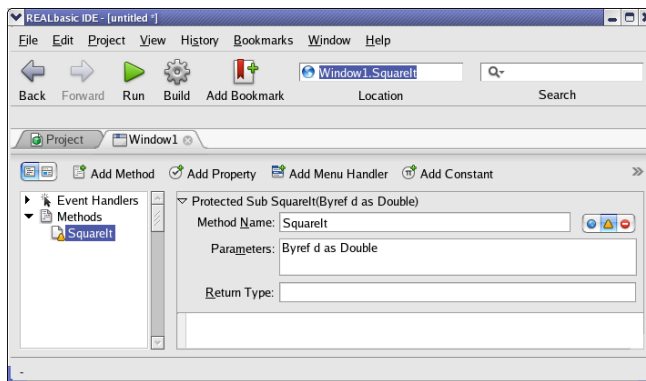 REALbasic IDE - [untitled *]
File Edit Project View History Bookmarks Window Help
Window1.SquareIt Q-
Back Forward Run Build Add Bookmark Location Search
Project Window1
Add Method Add Property Add Menu Handler Add Constant »
Event Handlers
Methods
SquareIt
Protected Sub SquareIt(Byref d as Double)
Method Name: SquareIt
Parameters: Byref d as Double
Return Type:
-